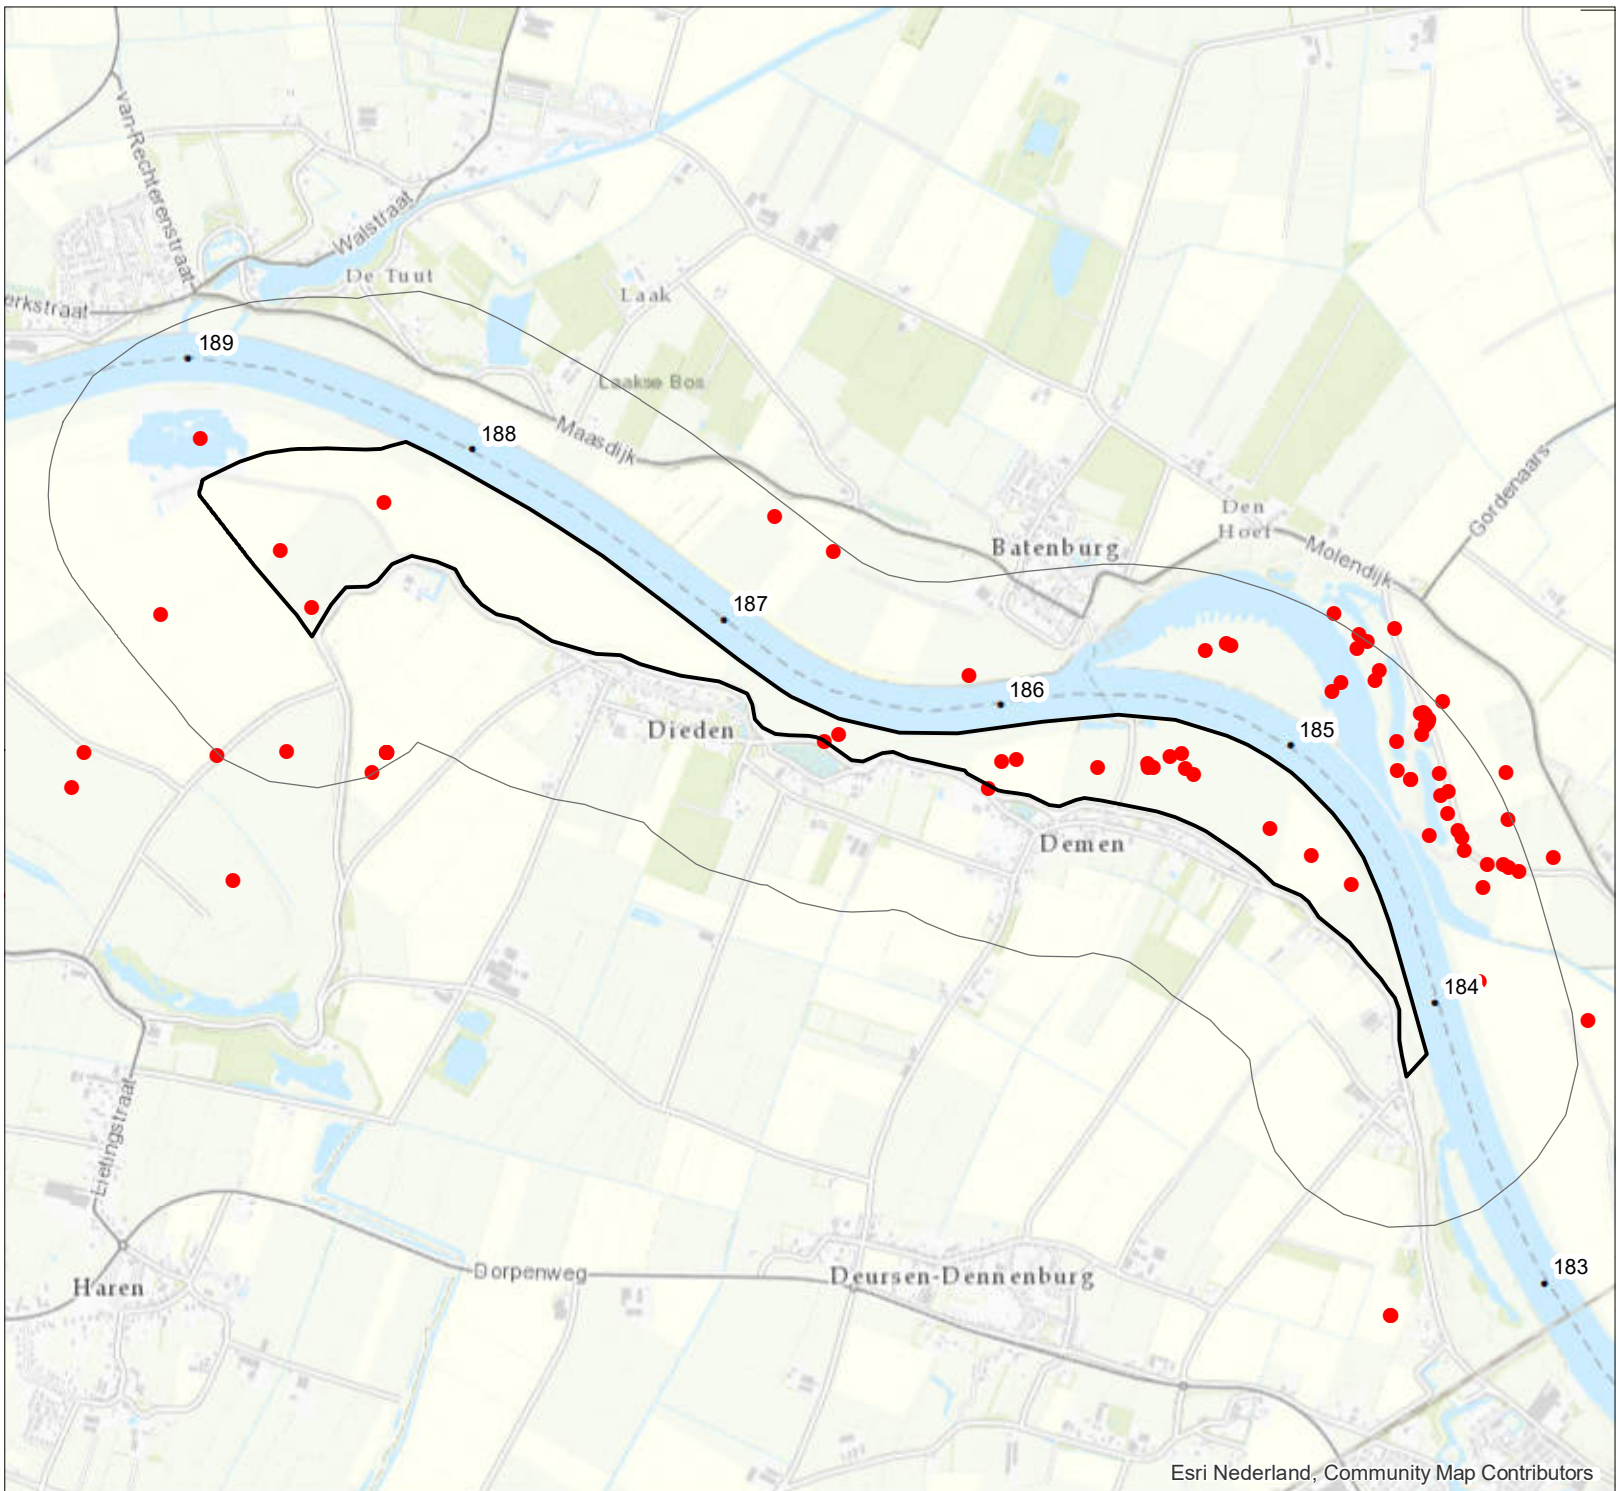 van-Rechterenstraat
Walstraat
De Tuut
Laak
erkstraat
189
Laakse Bos
188
Maasdijk
Gordenaars
Den
Hoef
Molendijk
Batenburg
187
186
185
Dieden
Demen
184
Lietingstraat
183
Haren
Dorpenweg
Deursen-Dennenburg
Esri Nederland, Community Map Contributors